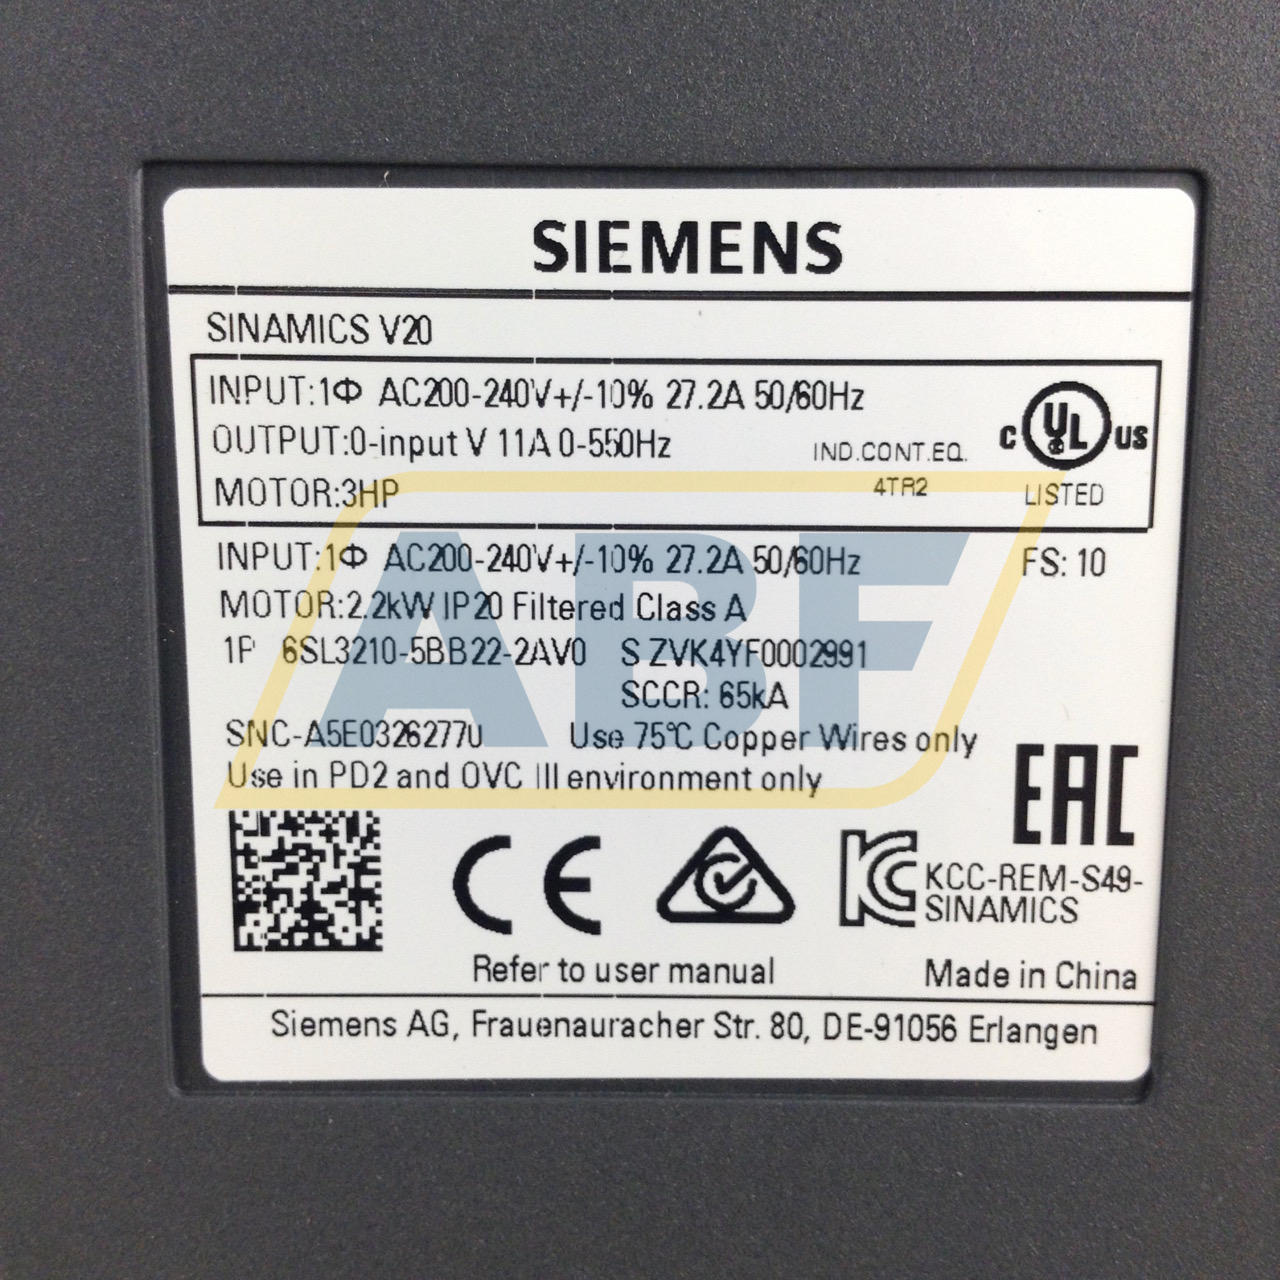 SIEMENS
SINAMICS V20
INPUT:1Φ AC200-240V+/-10% 27.2A 50/60Hz
OUTPUT:0-input V 11A 0-550Hz
MOTOR:3HP
IND.CONT.EQ.
4TR2
C UL US
LISTED
INPUT:1Φ AC200-240V+/-10% 27.2A 50/60Hz FS: 10
MOTOR:2.2kW IP20 Filtered Class A
1P 6SL3210-5BB22-2AV0 S ZVK4YF0002991
SCCR: 65kA
SNC-A5E03262770 Use 75℃ Copper Wires only
Use in PD2 and OVC III environment only
ABF
EAC
CE
KC KCC-REM-S49-
SINAMICS
Refer to user manual Made in China
Siemens AG, Frauenauracher Str. 80, DE-91056 Erlangen